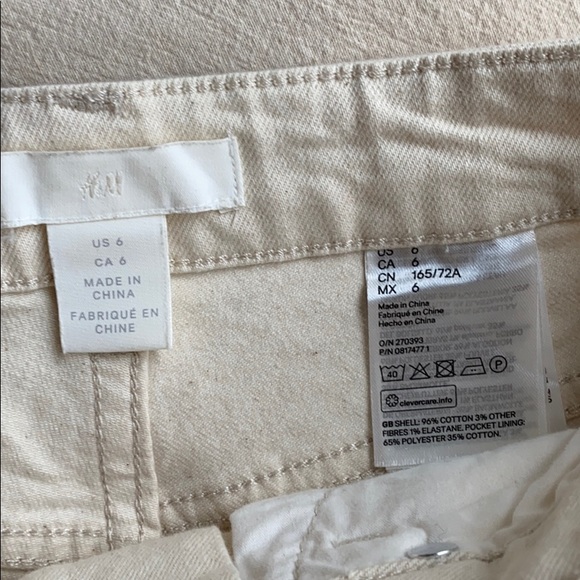 H&M
US 6
CA 6
MADE IN
CHINA
FABRIQUÉ EN
CHINE
US 6
CA 6
CN 165/72A
MX 6
Made in China
Fabriqué en Chine
Hecho en China
O/N 270393
P/N 0817477 1
40
P
clevercare.info
GB SHELL: 96% COTTON 3% OTHER
FIBRES 1% ELASTANE. POCKET LINING:
65% POLYESTER 35% COTTON.